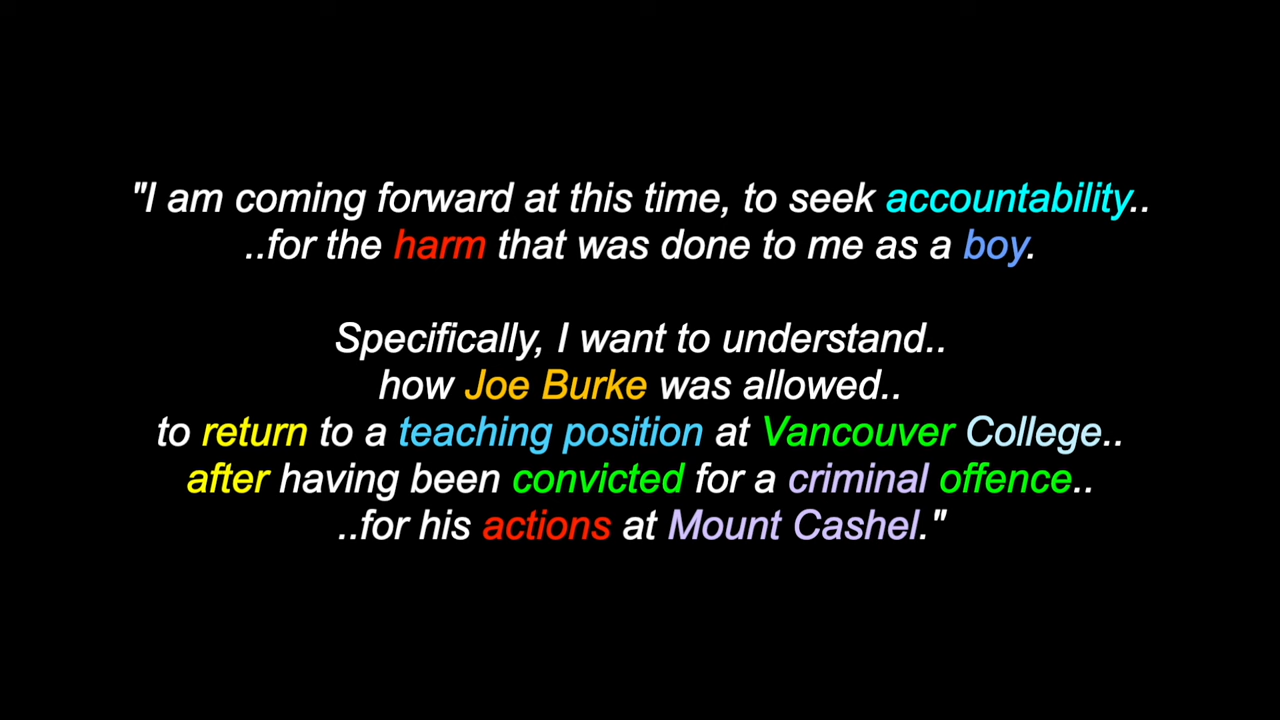 "I am coming forward at this time, to seek accountability..
..for the harm that was done to me as a boy.
Specifically, I want to understand..
how Joe Burke was allowed..
to return to a teaching position at Vancouver College..
after having been convicted for a criminal offence..
..for his actions at Mount Cashel."